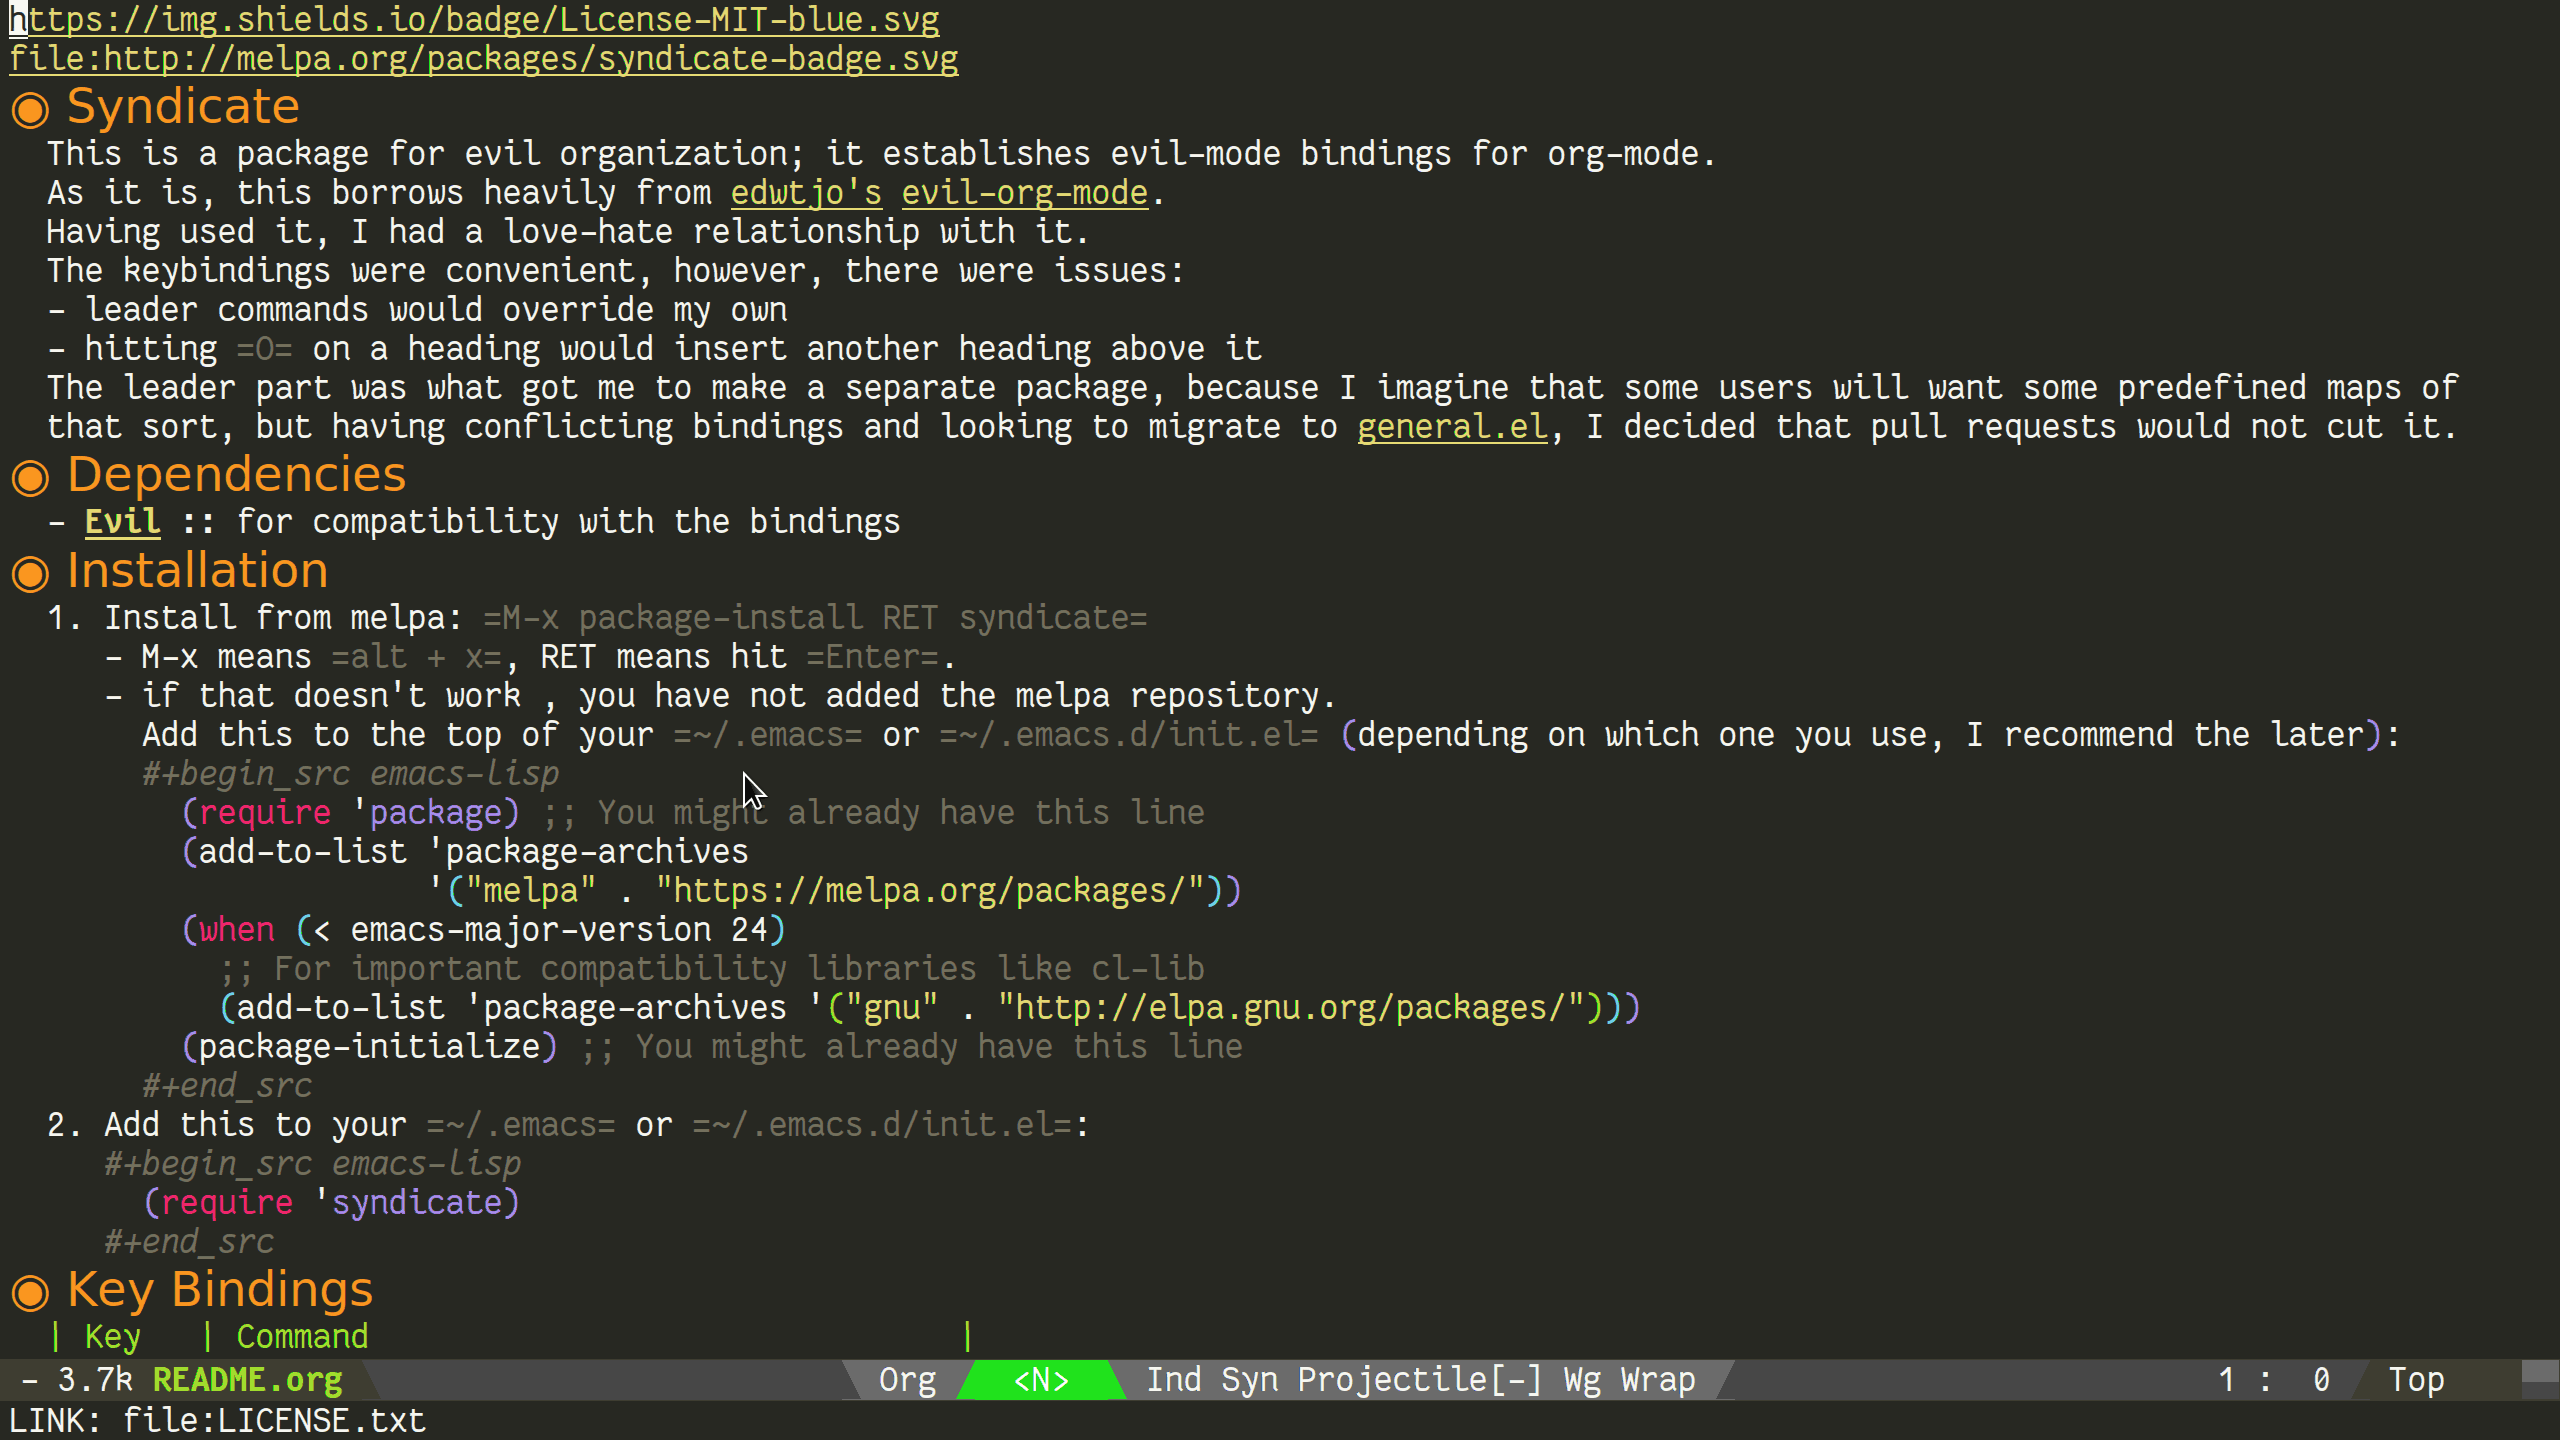 https://img.shields.io/badge/License-MIT-blue.svg
file:http://melpa.org/packages/syndicate-badge.svg
◉ Syndicate
This is a package for evil organization; it establishes evil-mode bindings for org-mode.
As it is, this borrows heavily from edwtjo's evil-org-mode.
Having used it, I had a love-hate relationship with it.
The keybindings were convenient, however, there were issues:
- leader commands would override my own
- hitting =O= on a heading would insert another heading above it
The leader part was what got me to make a separate package, because I imagine that some users will want some predefined maps of
that sort, but having conflicting bindings and looking to migrate to general.el, I decided that pull requests would not cut it.
◉ Dependencies
- Evil :: for compatibility with the bindings
◉ Installation
1. Install from melpa: =M-x package-install RET syndicate=
- M-x means =alt + x=, RET means hit =Enter=.
- if that doesn't work , you have not added the melpa repository.
Add this to the top of your =~/.emacs= or =~/.emacs.d/init.el= (depending on which one you use, I recommend the later):
#+begin_src emacs-lisp
(require 'package) ;; You might already have this line
(add-to-list 'package-archives
'("melpa" . "https://melpa.org/packages/"))
(when (< emacs-major-version 24)
;; For important compatibility libraries like cl-lib
(add-to-list 'package-archives '("gnu" . "http://elpa.gnu.org/packages/")))
(package-initialize) ;; You might already have this line
#+end_src
2. Add this to your =~/.emacs= or =~/.emacs.d/init.el=:
#+begin_src emacs-lisp
(require 'syndicate)
#+end_src
◉ Key Bindings
| Key | Command |
- 3.7k README.org Org <N> Ind Syn Projectile[-] Wg Wrap 1 : 0 Top
LINK: file:LICENSE.txt